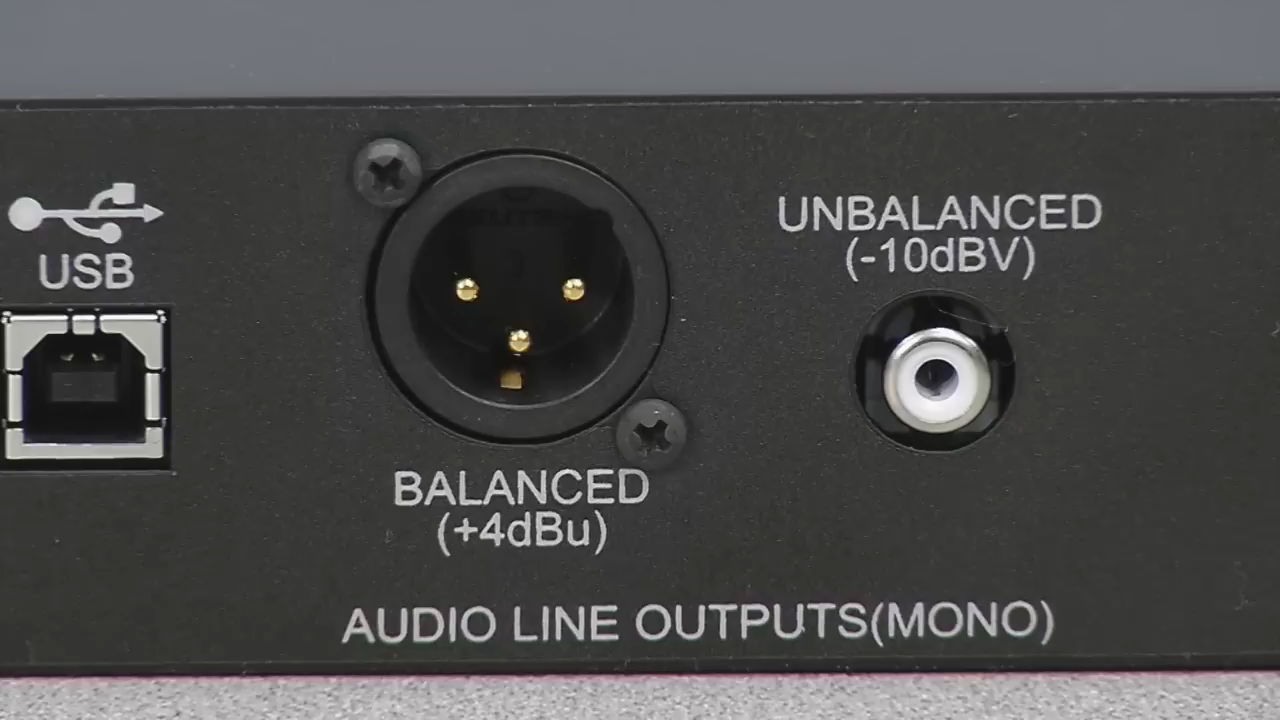 USB
BALANCED
(+4dBu)
UNBALANCED
(-10dBV)
AUDIO LINE OUTPUTS(MONO)